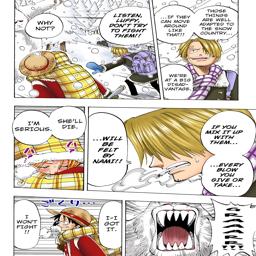 THOSE
THINGS ARE
WELL
ADAPTED TO
THE SNOW
COUNTRY...
...IF
THEY CAN
MOVE
AROUND
LIKE
THAT!!
WE'RE
AT A BIG
DISAD-
VANTAGE.
LISTEN,
LUFFY,
DON'T TRY
TO FIGHT
THEM!!
WHY
NOT?
IF YOU
MIX IT UP
WITH
THEM...
...EVERY
BLOW YOU
GIVE OR
TAKE...
...WILL
BE FELT
BY
NAMI!!
SHE'LL
DIE.
I'M
SERIOUS.
I-I
GOT
IT.
I
WON'T
FIGHT!!